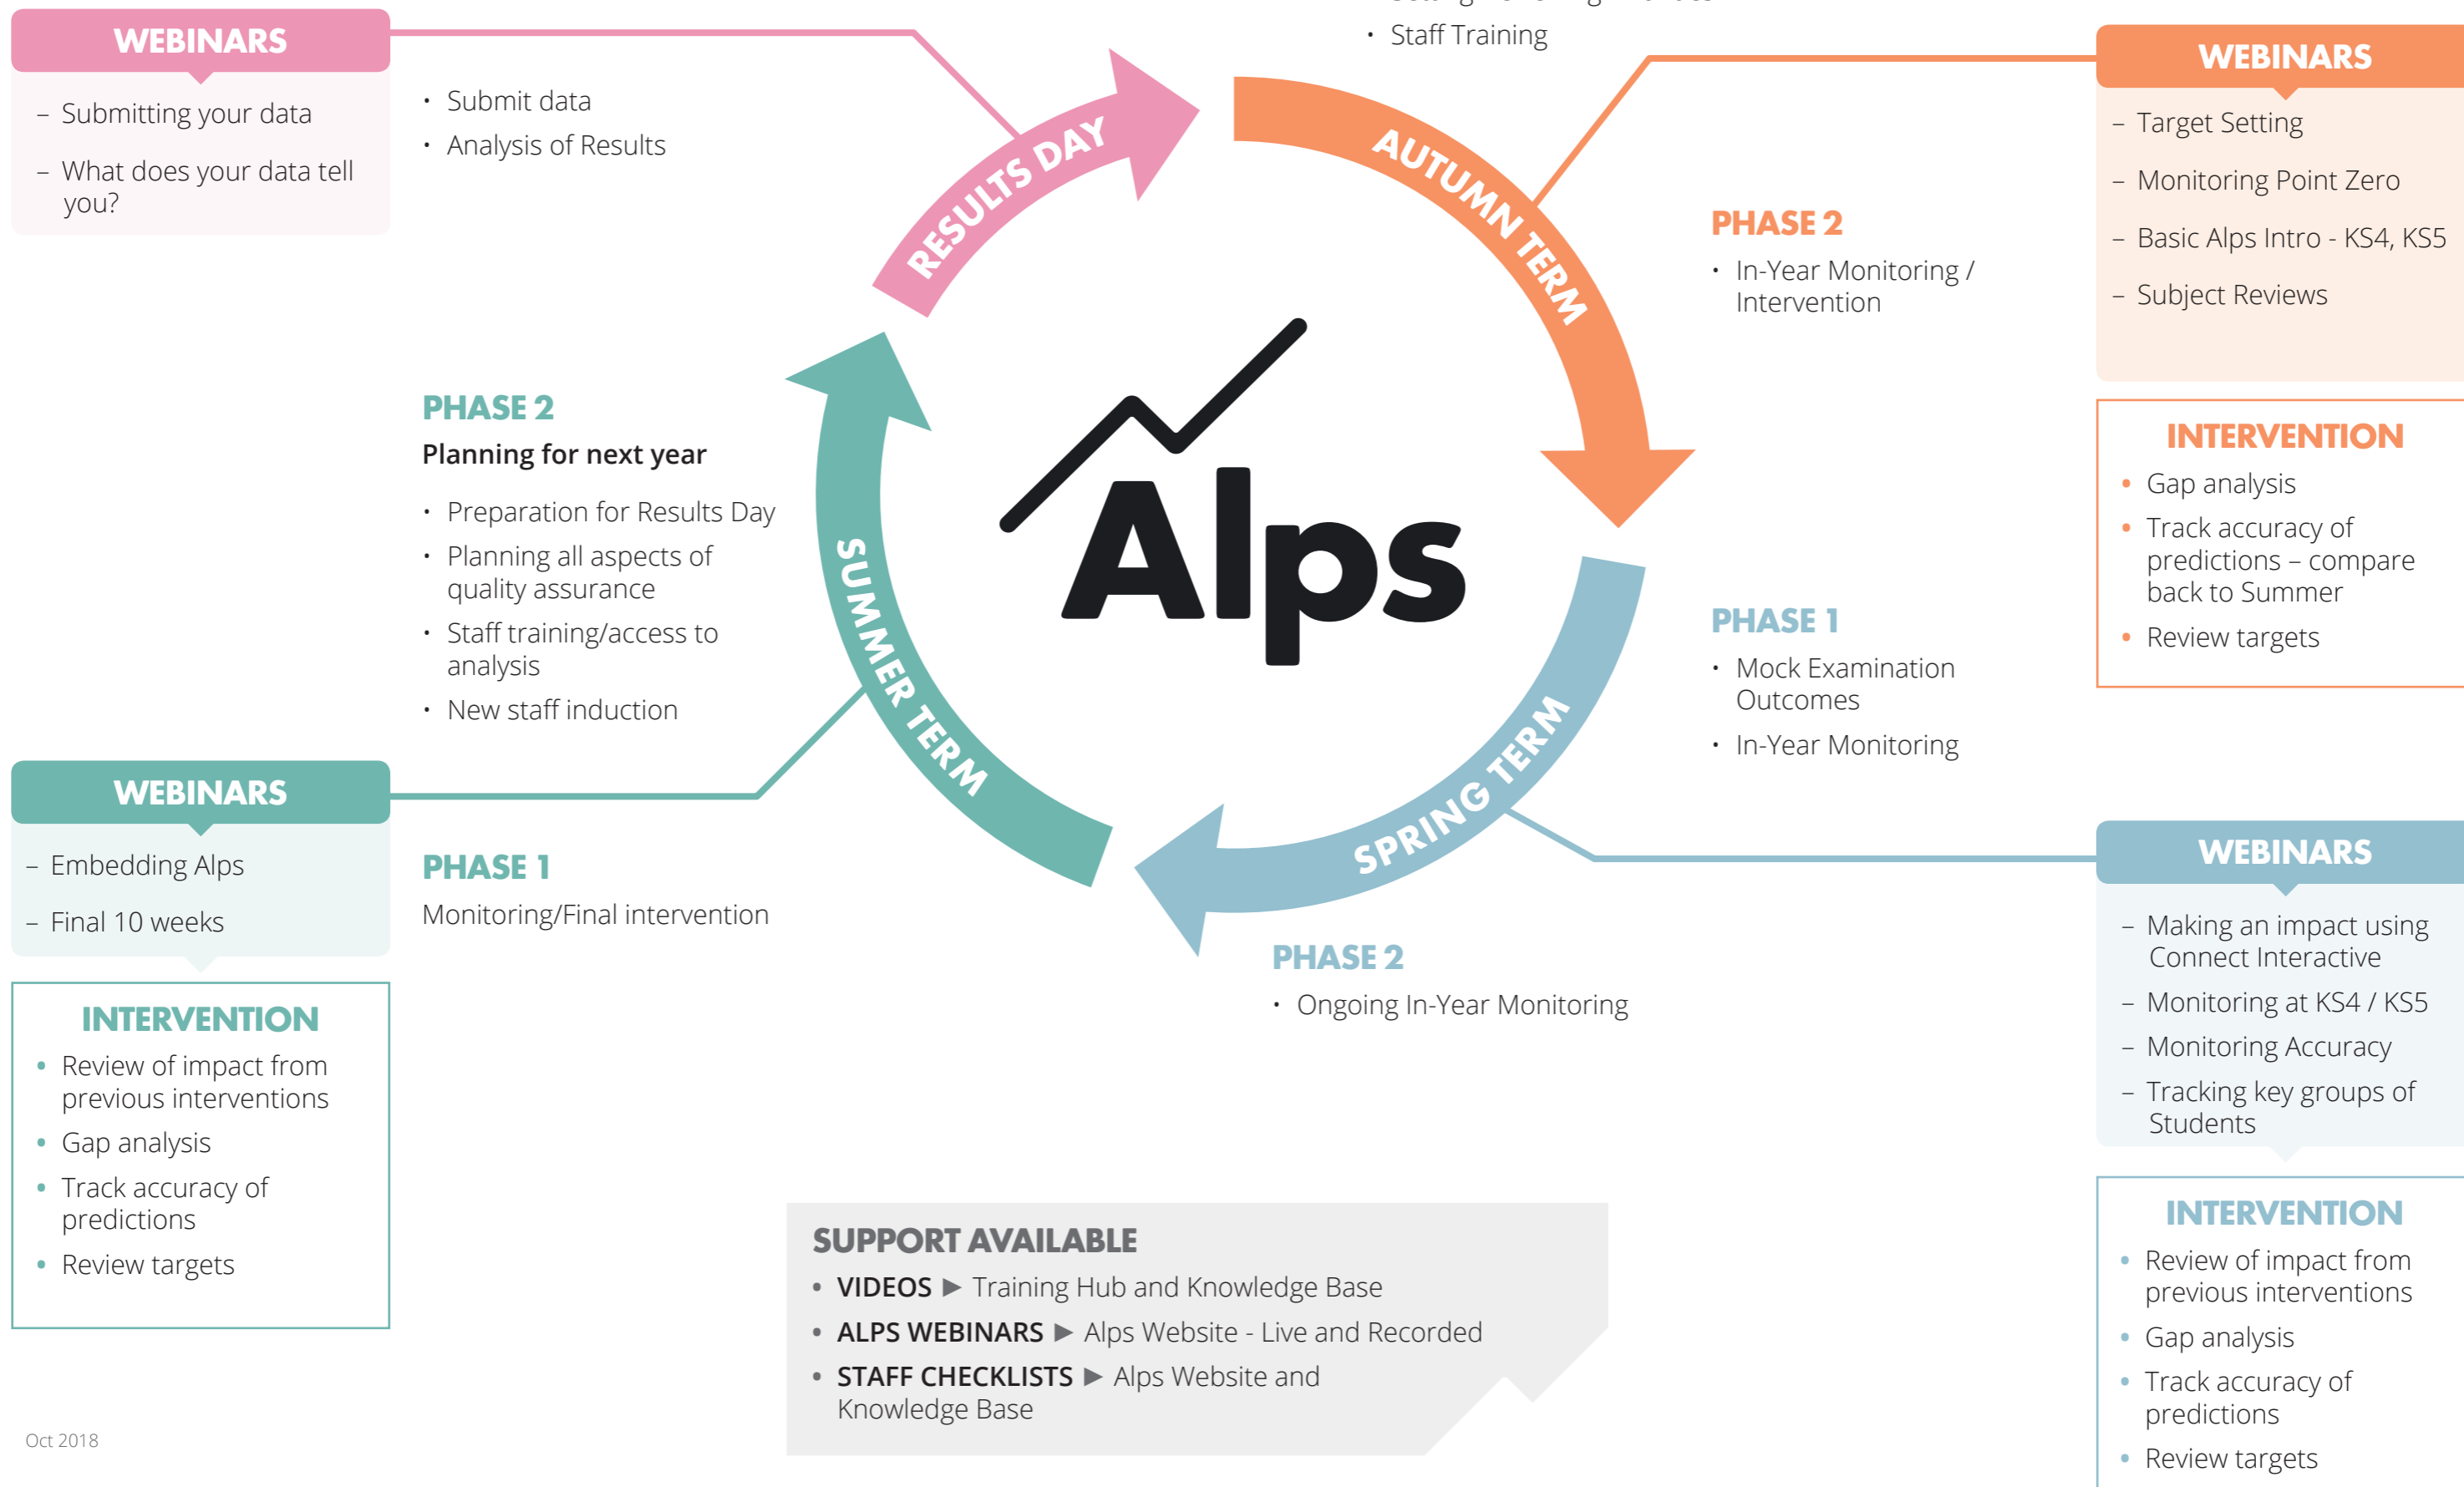 • Staff Training
WEBINARS
– Submitting your data
– What does your data tell
you?
• Submit data
• Analysis of Results
RESULTS DAY
AUTUMN TERM
WEBINARS
– Target Setting
– Monitoring Point Zero
– Basic Alps Intro - KS4, KS5
– Subject Reviews
PHASE 2
• In-Year Monitoring /
Intervention
INTERVENTION
• Gap analysis
• Track accuracy of
predictions – compare
back to Summer
• Review targets
Alps
PHASE 1
• Mock Examination
Outcomes
• In-Year Monitoring
SPRING TERM
WEBINARS
– Making an impact using
Connect Interactive
– Monitoring at KS4 / KS5
– Monitoring Accuracy
– Tracking key groups of
Students
PHASE 2
• Ongoing In-Year Monitoring
INTERVENTION
• Review of impact from
previous interventions
• Gap analysis
• Track accuracy of
predictions
• Review targets
SUMMER TERM
PHASE 2
Planning for next year
• Preparation for Results Day
• Planning all aspects of
quality assurance
• Staff training/access to
analysis
• New staff induction
WEBINARS
– Embedding Alps
– Final 10 weeks
PHASE 1
Monitoring/Final intervention
INTERVENTION
• Review of impact from
previous interventions
• Gap analysis
• Track accuracy of
predictions
• Review targets
SUPPORT AVAILABLE
• VIDEOS ► Training Hub and Knowledge Base
• ALPS WEBINARS ► Alps Website - Live and Recorded
• STAFF CHECKLISTS ► Alps Website and
Knowledge Base
Oct 2018